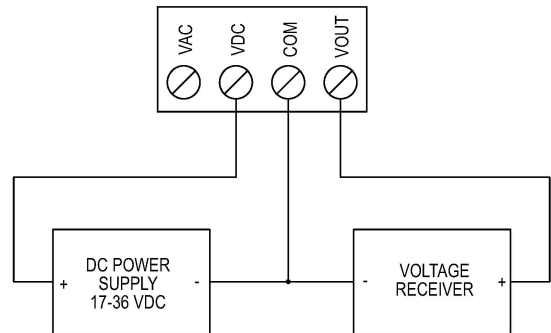 VAC
VDC
COM
VOUT
+
DC POWER
SUPPLY
17-36 VDC
-
-
VOLTAGE
RECEIVER
+